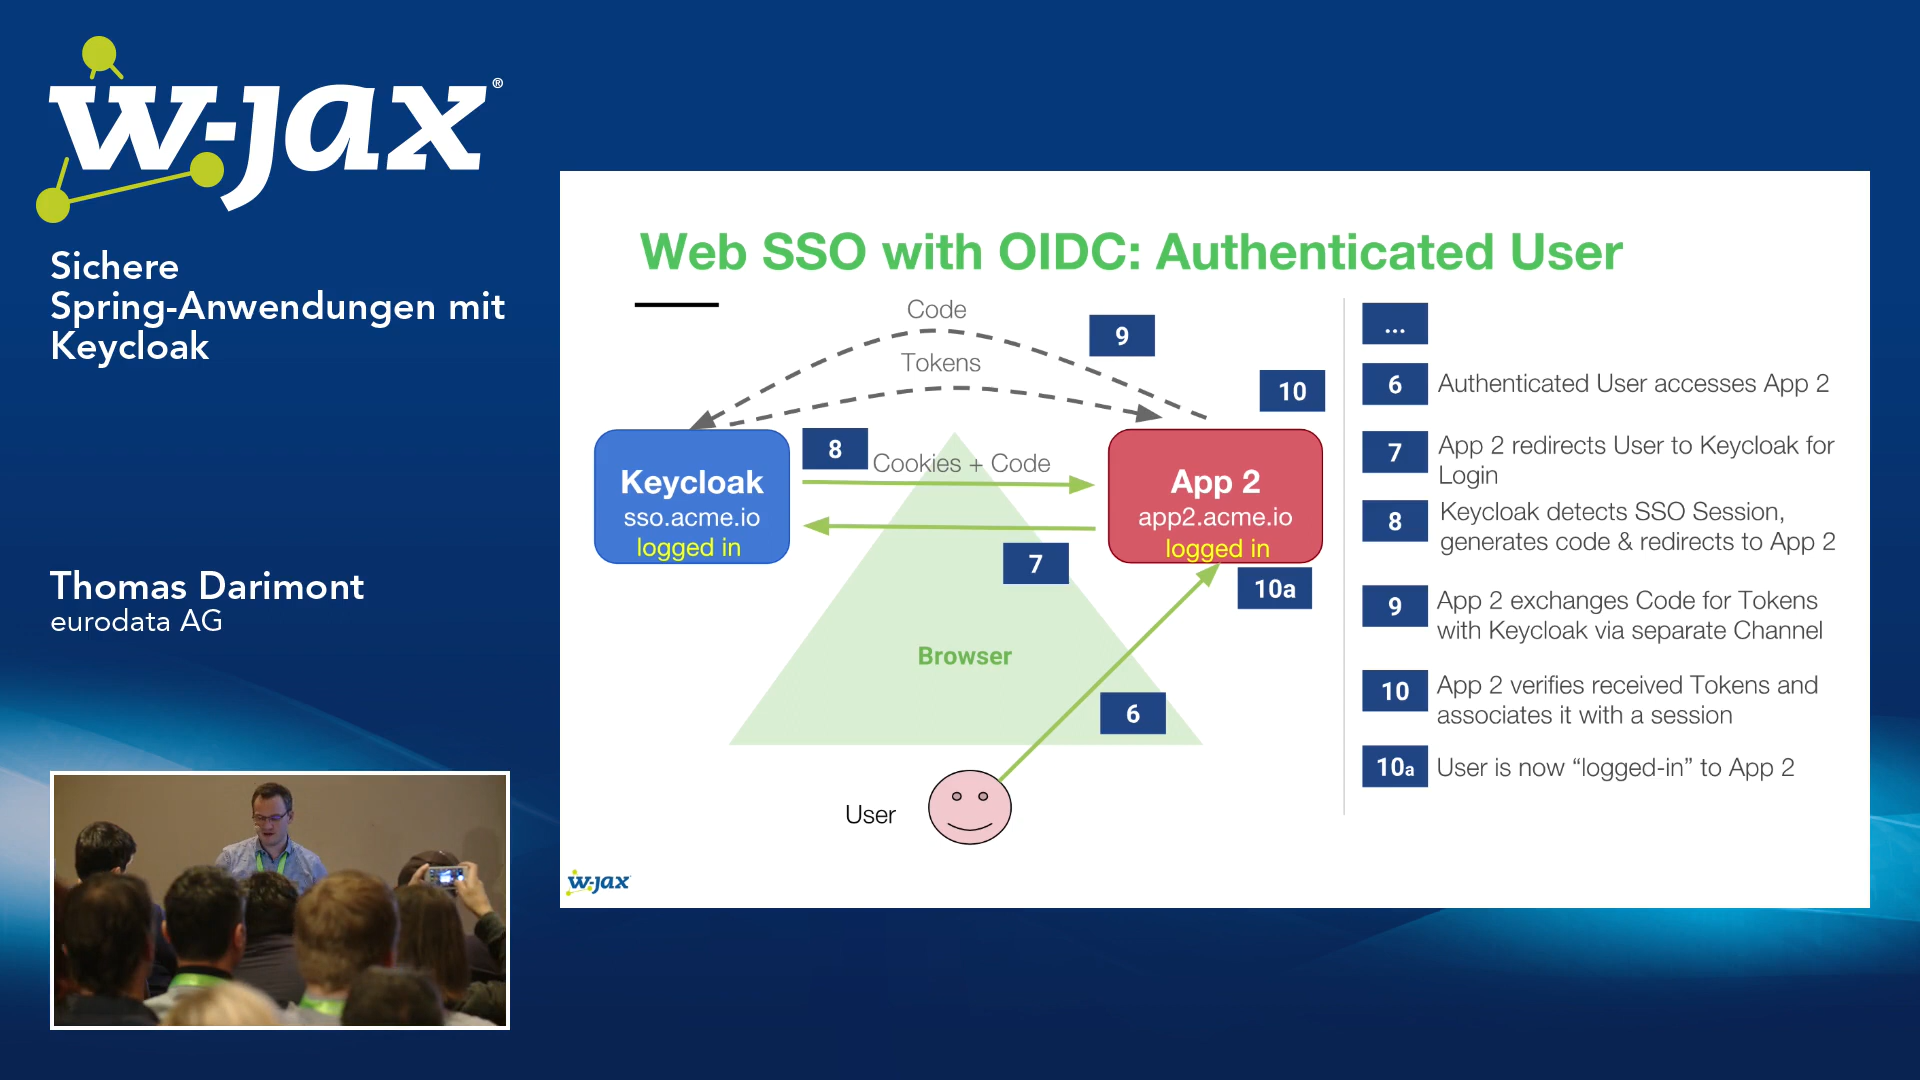 w-jax®
Sichere
Spring-Anwendungen mit
Keycloak
Thomas Darimont
eurodata AG
Web SSO with OIDC: Authenticated User
Code
9
Tokens
10
8
Cookies + Code
Keycloak
sso.acme.io
logged in
App 2
app2.acme.io
logged in
7
10a
Browser
6
User
...
6 Authenticated User accesses App 2
7 App 2 redirects User to Keycloak for
Login
8 Keycloak detects SSO Session,
generates code & redirects to App 2
9 App 2 exchanges Code for Tokens
with Keycloak via separate Channel
10 App 2 verifies received Tokens and
associates it with a session
10a User is now “logged-in” to App 2
w-jax